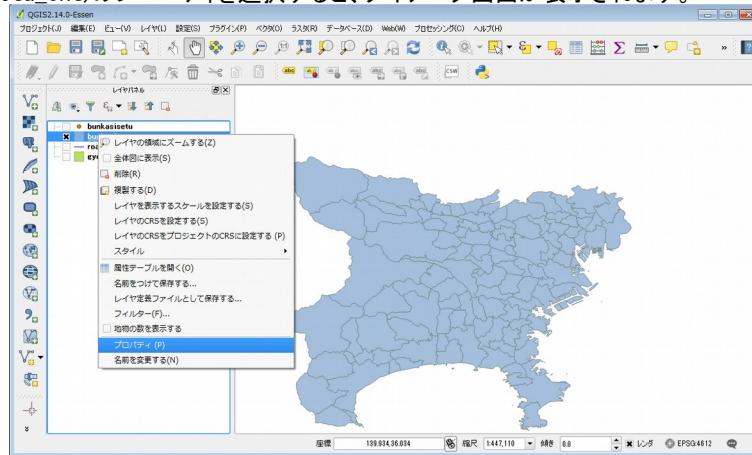 QGIS2.14.0-Essen
プロジェクト(J) 編集(E) ビュー(V) レイヤ(L) 設定(S) プラグイン(P) ベクタ(O) ラスタ(R) データベース(D) Web(W) プロセッシング(C) ヘルプ(H)
レイヤパネル
bunkasisetu
レイヤの領域にズームする(Z)
全体図に表示(S)
削除(R)
複製する(D)
レイヤを表示するスケールを設定する(S)
レイヤのCRSを設定する(S)
レイヤのCRSをプロジェクトのCRSに設定する (P)
スタイル
属性テーブルを開く(O)
名前をつけて保存する...
レイヤ定義ファイルとして保存する...
フィルター(F)...
地物の数を表示する
プロパティ (P)
名前を変更する(N)
座標 139.934,36.034 縮尺 1:447,110 傾き 0.0 レンダ EPSG:4612